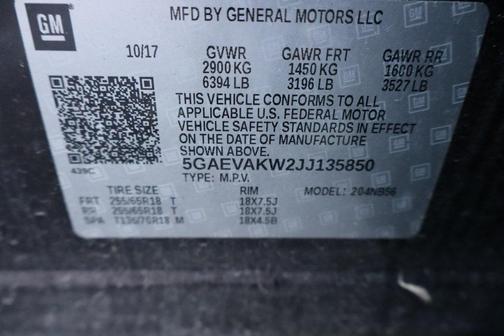 GM
MFD BY GENERAL MOTORS LLC
10/17 GVWR GAWR FRT GAWR RR
2900 KG 1450 KG 1600 KG
6394 LB 3196 LB 3527 LB
THIS VEHICLE CONFORMS TO ALL
APPLICABLE U.S. FEDERAL MOTOR
VEHICLE SAFETY STANDARDS IN EFFECT
ON THE DATE OF MANUFACTURE
SHOWN ABOVE.
439C 5GAEVAKW2JJ135850
TYPE: M.P.V.
TIRE SIZE RIM MODEL: 204NB56
FRT 255/65R18 T 18X7.5J
RR 255/65R18 T 18X7.5J
SPA T135/70R18 M 18X4.5B